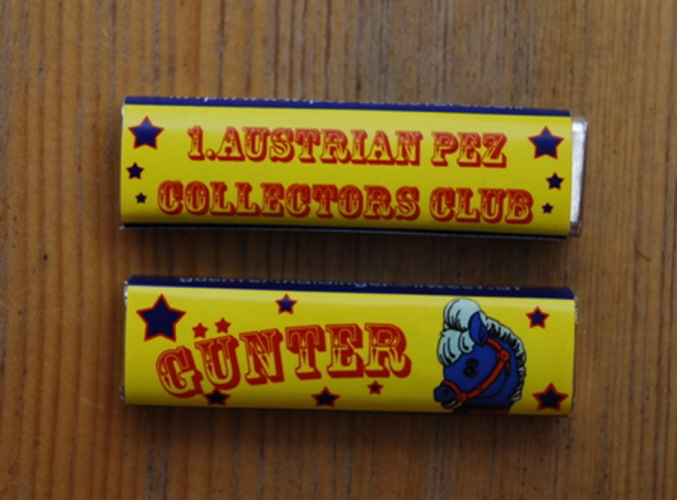 1.AUSTRIAN PEZ
COLLECTORS CLUB
GÜNTER